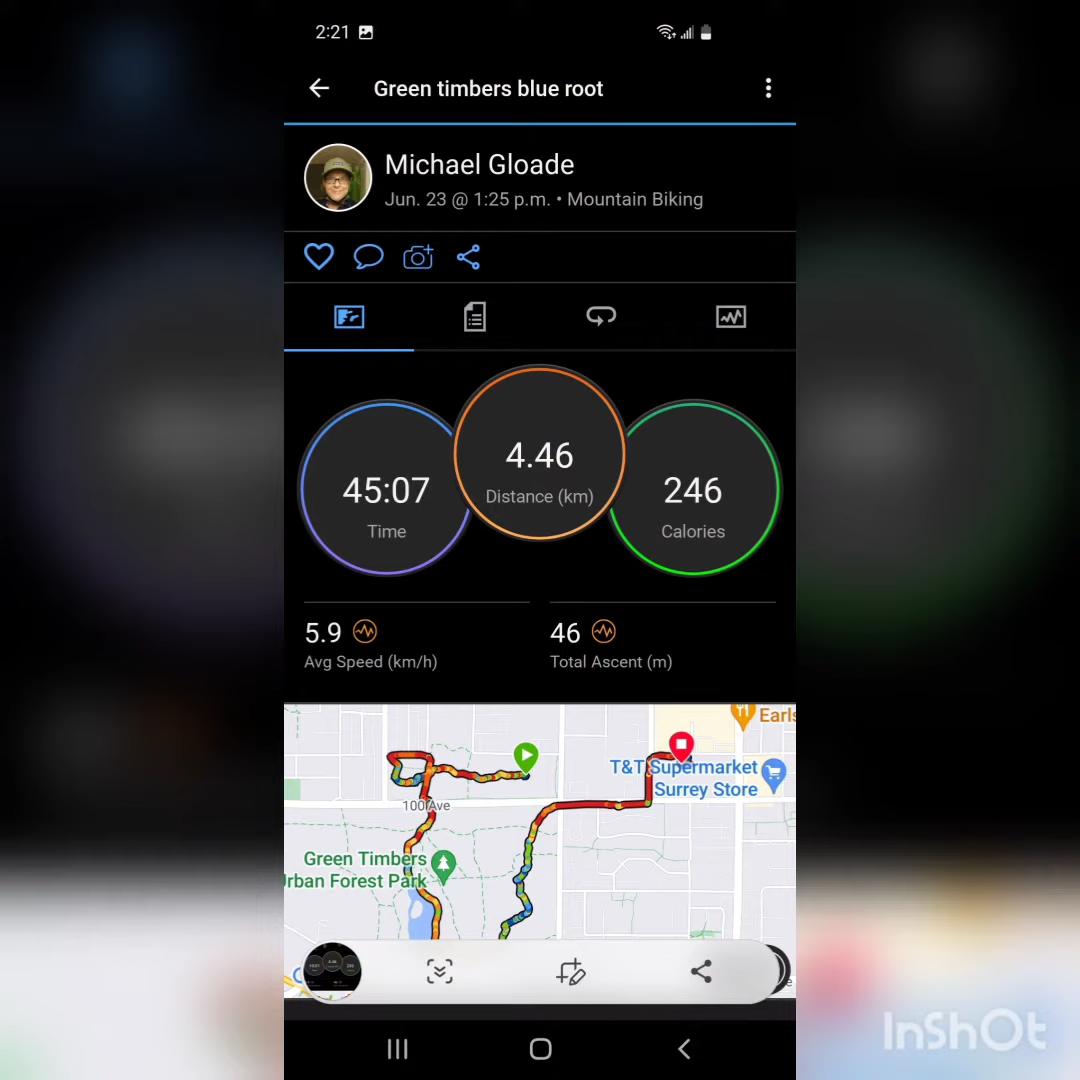 2:21
Green timbers blue root
Michael Gloade
Jun. 23 @ 1:25 p.m. • Mountain Biking
4.46
Distance (km)
45:07
Time
246
Calories
5.9
Avg Speed (km/h)
46
Total Ascent (m)
Earls
T&T Supermarket
Surrey Store
100 Ave
Green Timbers
Urban Forest Park
InShOt